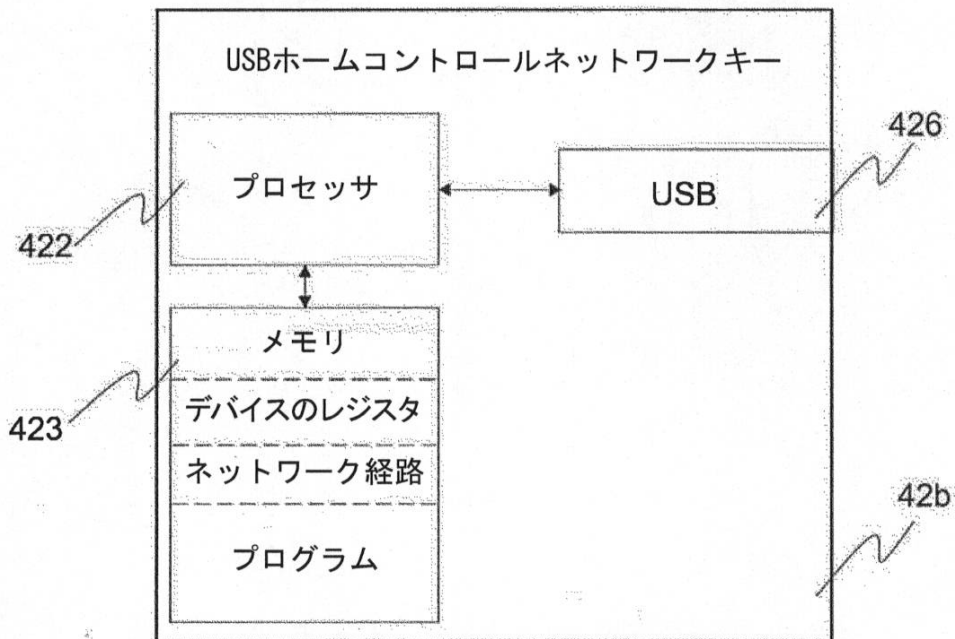 USBホームコントロールネットワークキー
426
プロセッサ
USB
422
メモリ
423
デバイスのレジスタ
ネットワーク経路
42b
プログラム